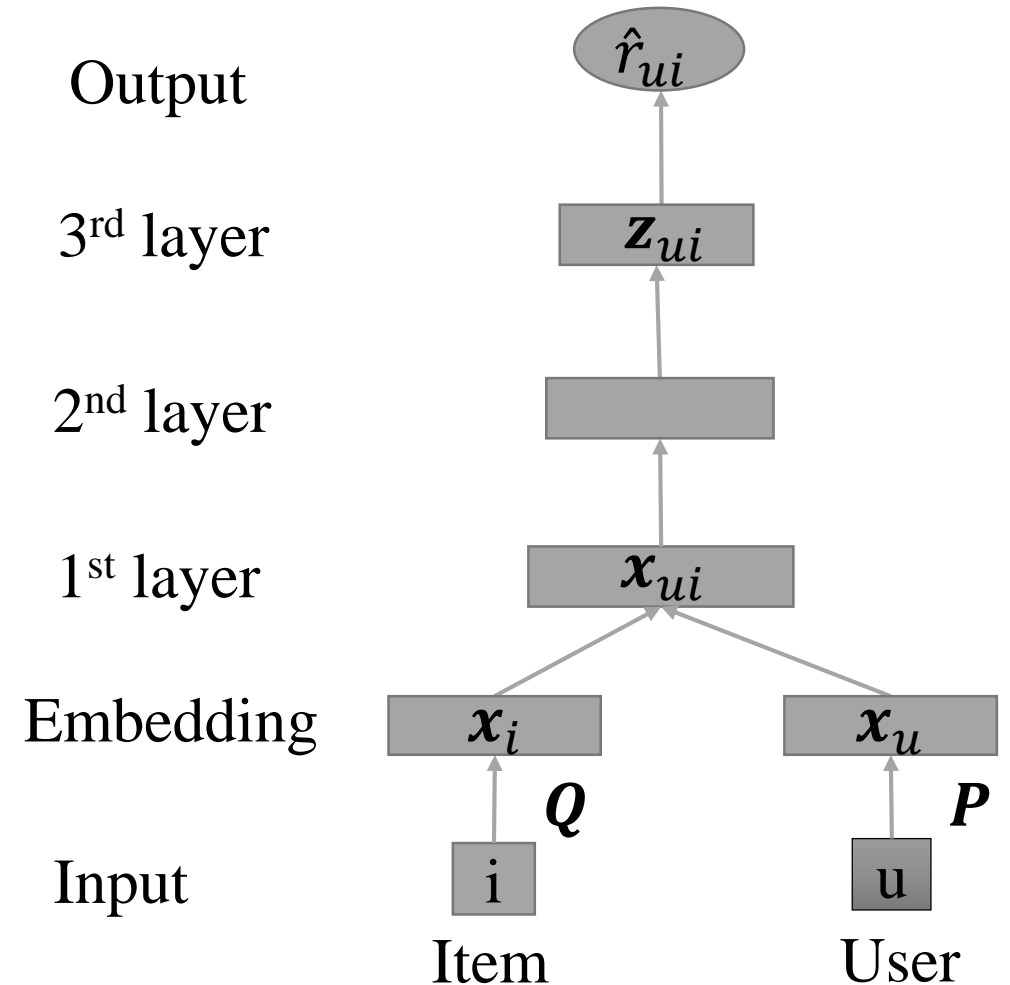 Output r̂ui
3rd layer zui
2nd layer
1st layer xui
Embedding xi xu
Q P
Input i u
Item User